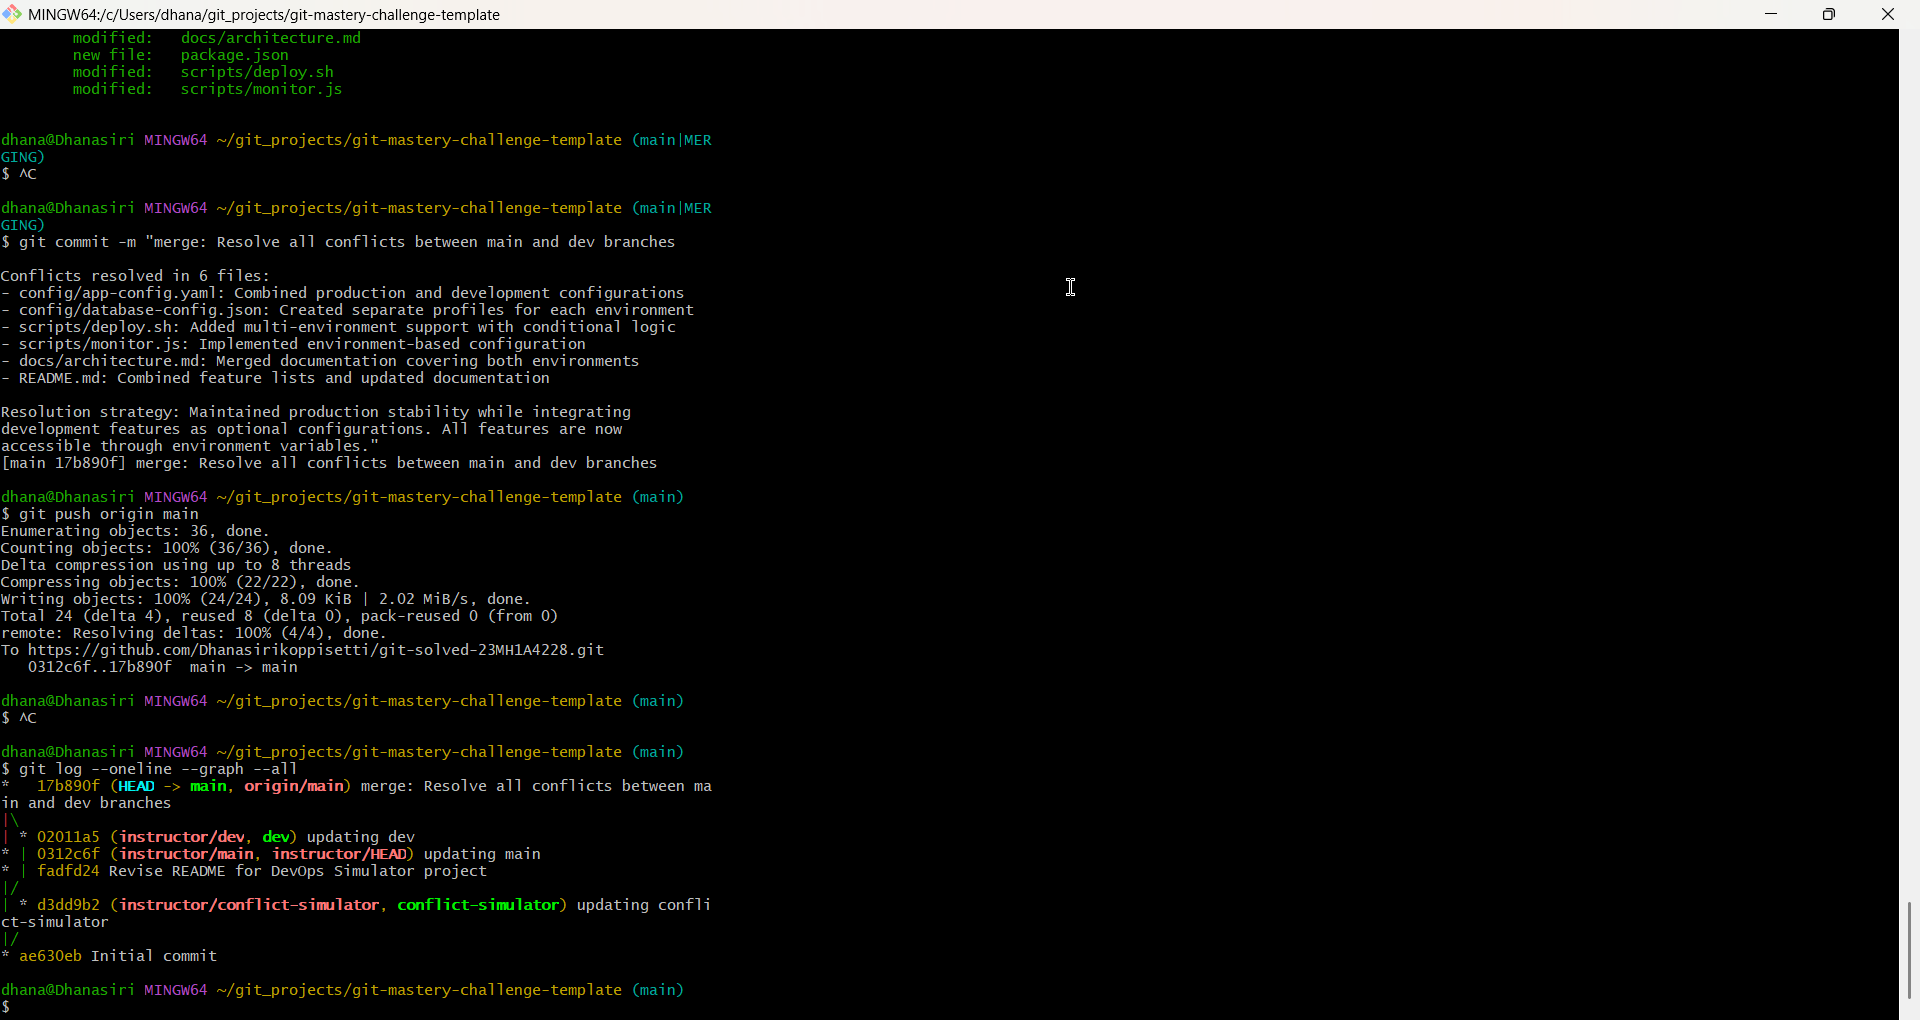 MINGW64:/c/Users/dhana/git_projects/git-mastery-challenge-template
modified:   docs/architecture.md
new file:   package.json
modified:   scripts/deploy.sh
modified:   scripts/monitor.js
dhana@Dhanasiri MINGW64 ~/git_projects/git-mastery-challenge-template (main|MER
GING)
$ ^C
dhana@Dhanasiri MINGW64 ~/git_projects/git-mastery-challenge-template (main|MER
GING)
$ git commit -m "merge: Resolve all conflicts between main and dev branches
Conflicts resolved in 6 files:
- config/app-config.yaml: Combined production and development configurations
- config/database-config.json: Created separate profiles for each environment
- scripts/deploy.sh: Added multi-environment support with conditional logic
- scripts/monitor.js: Implemented environment-based configuration
- docs/architecture.md: Merged documentation covering both environments
- README.md: Combined feature lists and updated documentation
Resolution strategy: Maintained production stability while integrating
development features as optional configurations. All features are now
accessible through environment variables."
[main 17b890f] merge: Resolve all conflicts between main and dev branches
dhana@Dhanasiri MINGW64 ~/git_projects/git-mastery-challenge-template (main)
$ git push origin main
Enumerating objects: 36, done.
Counting objects: 100% (36/36), done.
Delta compression using up to 8 threads
Compressing objects: 100% (22/22), done.
Writing objects: 100% (24/24), 8.09 KiB | 2.02 MiB/s, done.
Total 24 (delta 4), reused 8 (delta 0), pack-reused 0 (from 0)
remote: Resolving deltas: 100% (4/4), done.
To https://github.com/Dhanasirikoppisetti/git-solved-23MH1A4228.git
   0312c6f..17b890f  main -> main
dhana@Dhanasiri MINGW64 ~/git_projects/git-mastery-challenge-template (main)
$ ^C
dhana@Dhanasiri MINGW64 ~/git_projects/git-mastery-challenge-template (main)
$ git log --oneline --graph --all
*   17b890f (HEAD -> main, origin/main) merge: Resolve all conflicts between ma
in and dev branches
|\
| * 02011a5 (instructor/dev, dev) updating dev
* | 0312c6f (instructor/main, instructor/HEAD) updating main
* | fadfd24 Revise README for DevOps Simulator project
|/
| * d3dd9b2 (instructor/conflict-simulator, conflict-simulator) updating confli
ct-simulator
|/
* ae630eb Initial commit
dhana@Dhanasiri MINGW64 ~/git_projects/git-mastery-challenge-template (main)
$